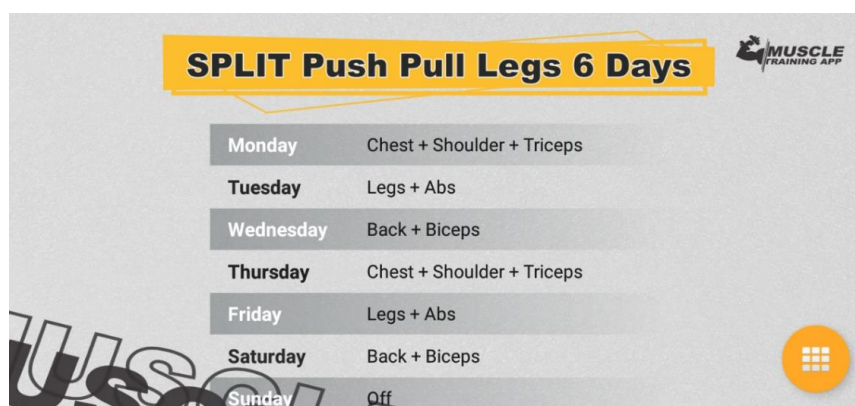 SPLIT Push Pull Legs 6 Days
MUSCLE
TRAINING APP
Monday Chest + Shoulder + Triceps
Tuesday Legs + Abs
Wednesday Back + Biceps
Thursday Chest + Shoulder + Triceps
Friday Legs + Abs
Saturday Back + Biceps
Sunday Off